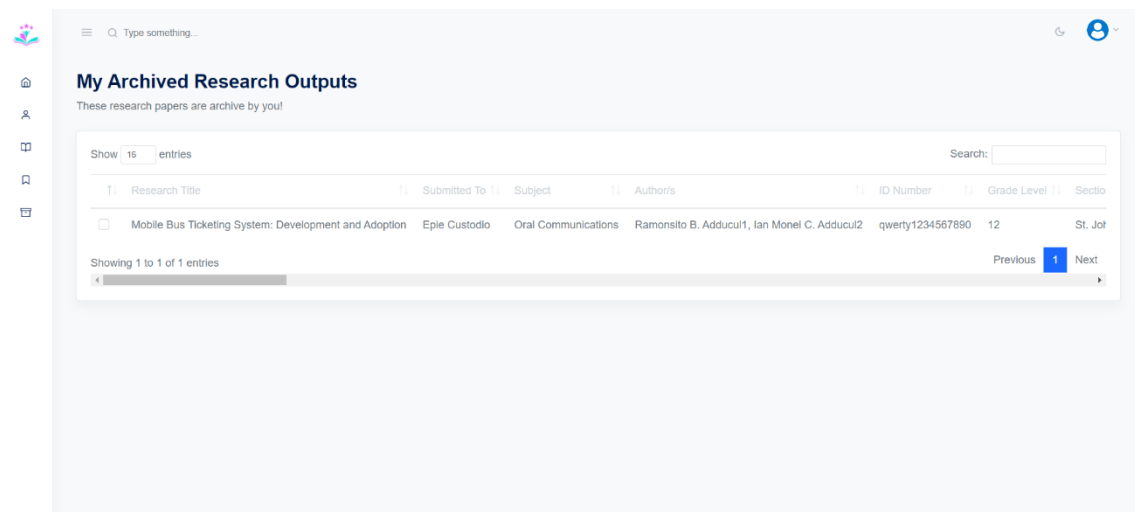 Type something...
My Archived Research Outputs
These research papers are archive by you!
Show 15 entries Search:
Research Title Submitted To Subject Author/s ID Number Grade Level Sectio
Mobile Bus Ticketing System: Development and Adoption Epie Custodio Oral Communications Ramonsito B. Adducul1, Ian Monel C. Adducul2 qwerty1234567890 12 St. Joh
Showing 1 to 1 of 1 entries Previous 1 Next